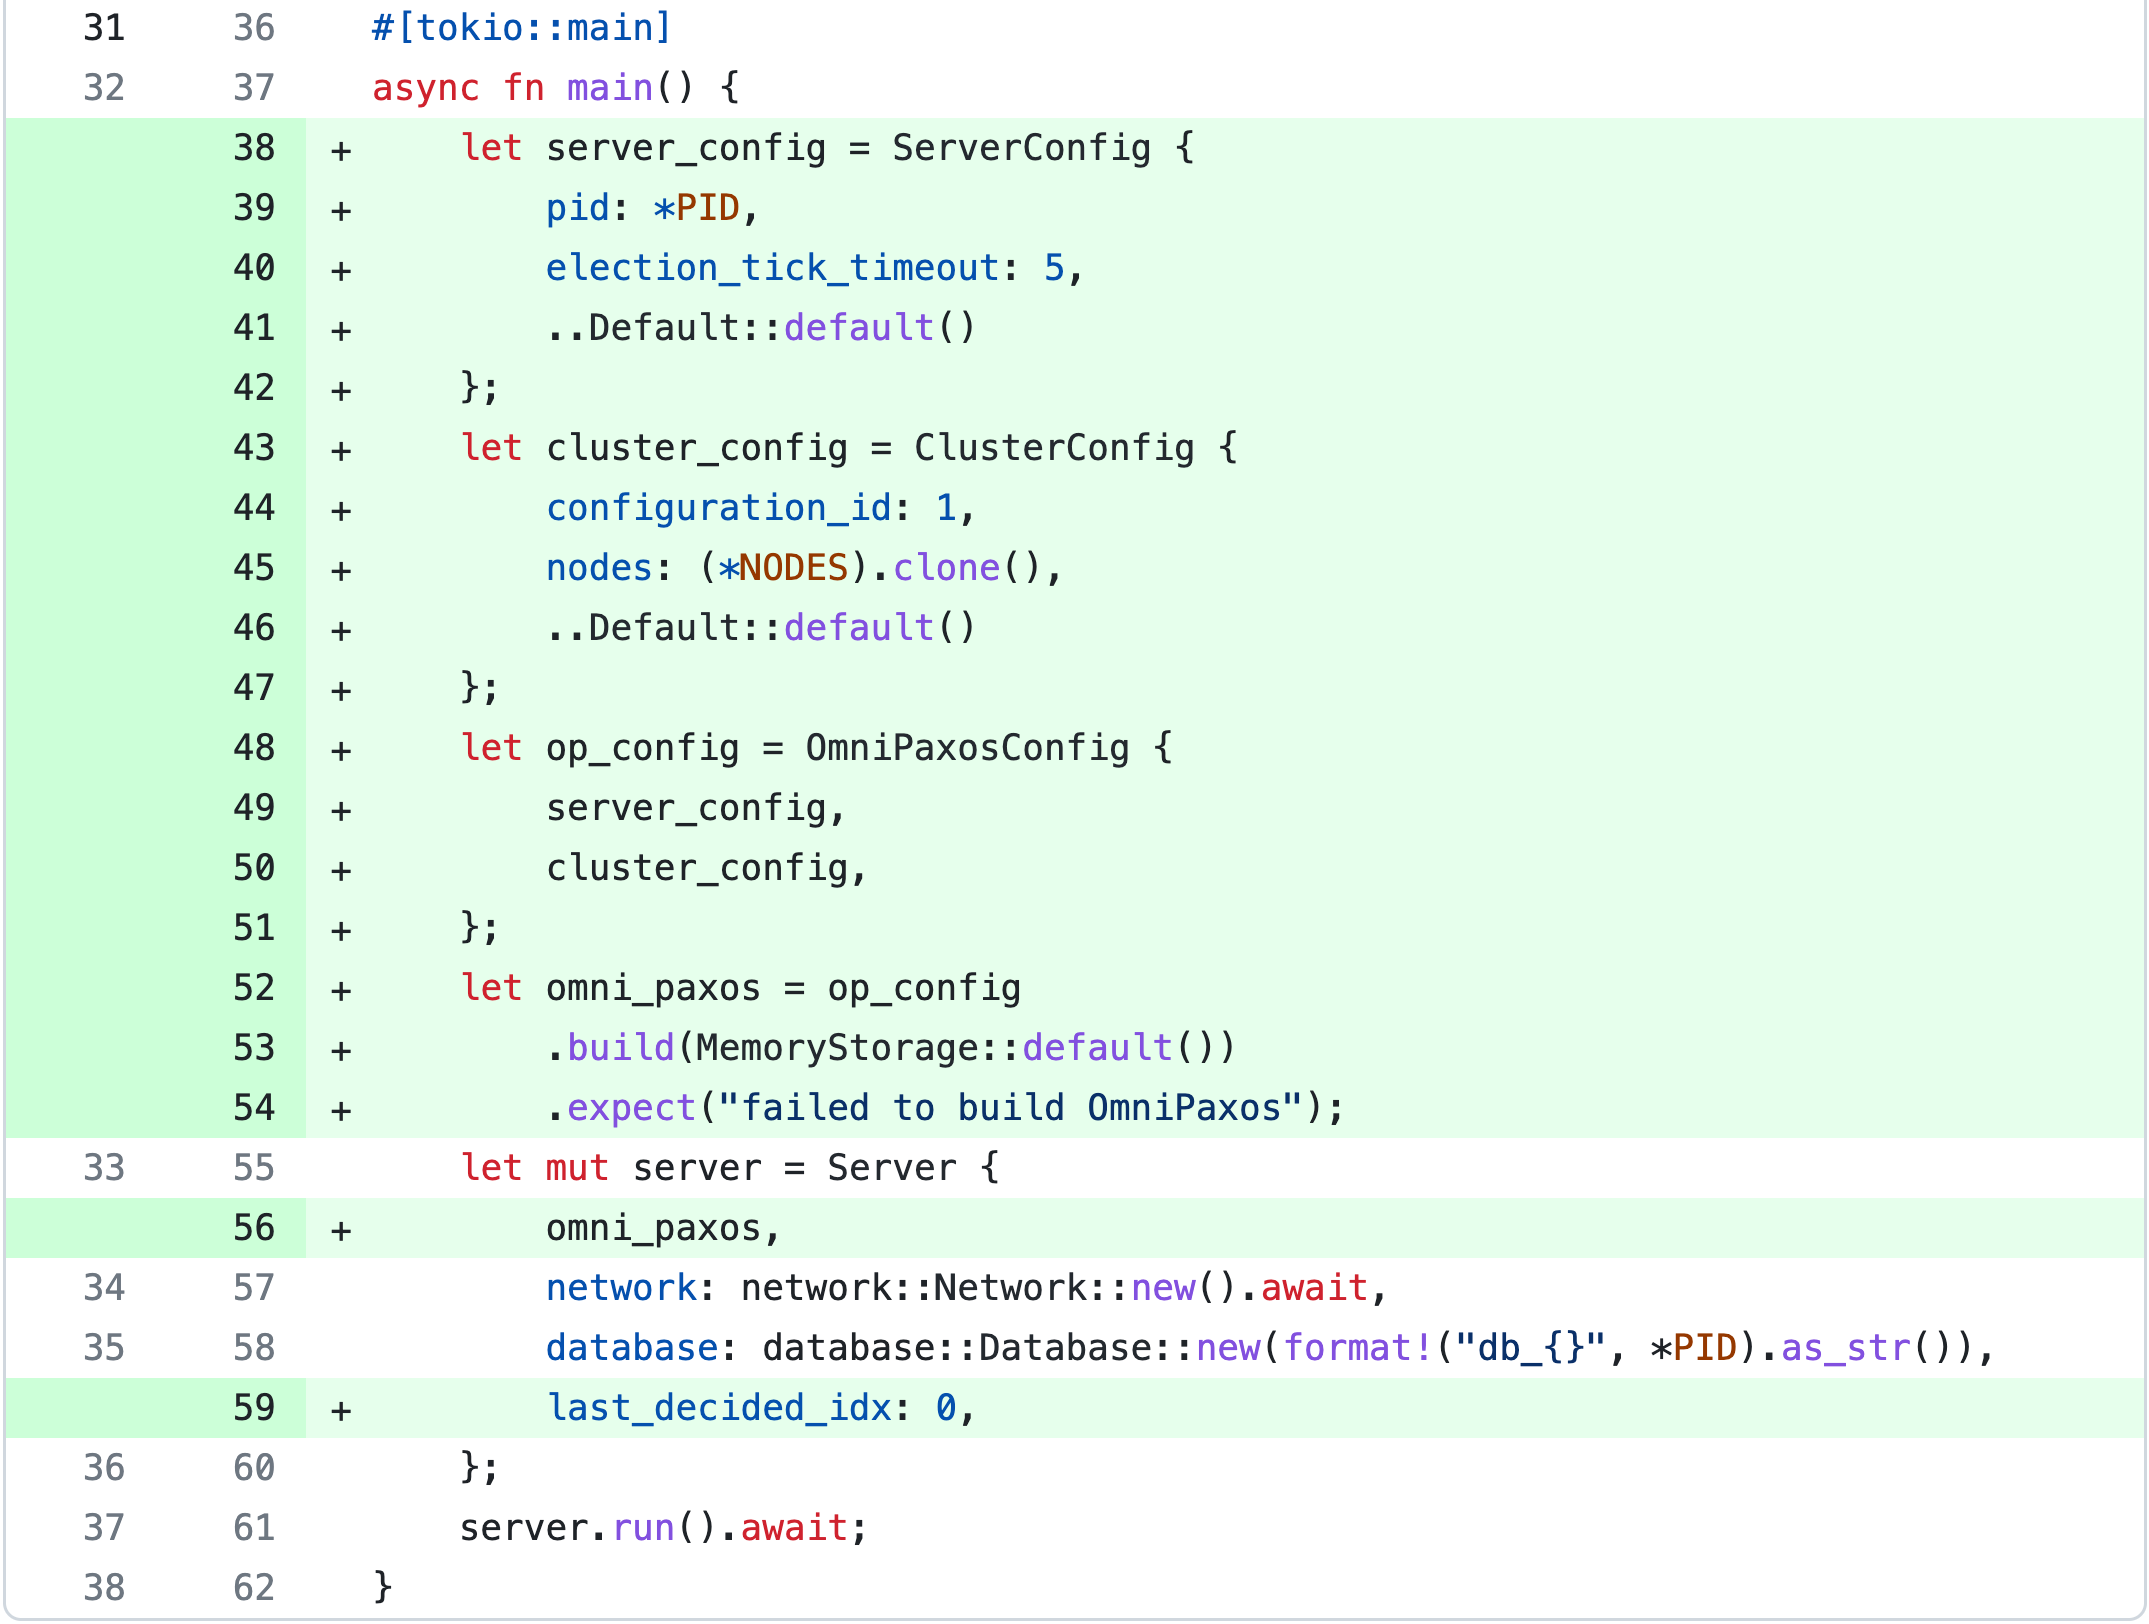 31 36 #[tokio::main]
32 37 async fn main() {
38 + let server_config = ServerConfig {
39 + pid: *PID,
40 + election_tick_timeout: 5,
41 + ..Default::default()
42 + };
43 + let cluster_config = ClusterConfig {
44 + configuration_id: 1,
45 + nodes: (*NODES).clone(),
46 + ..Default::default()
47 + };
48 + let op_config = OmniPaxosConfig {
49 + server_config,
50 + cluster_config,
51 + };
52 + let omni_paxos = op_config
53 + .build(MemoryStorage::default())
54 + .expect("failed to build OmniPaxos");
33 55 let mut server = Server {
56 + omni_paxos,
34 57 network: network::Network::new().await,
35 58 database: database::Database::new(format!("db_{}", *PID).as_str()),
59 + last_decided_idx: 0,
36 60 };
37 61 server.run().await;
38 62 }